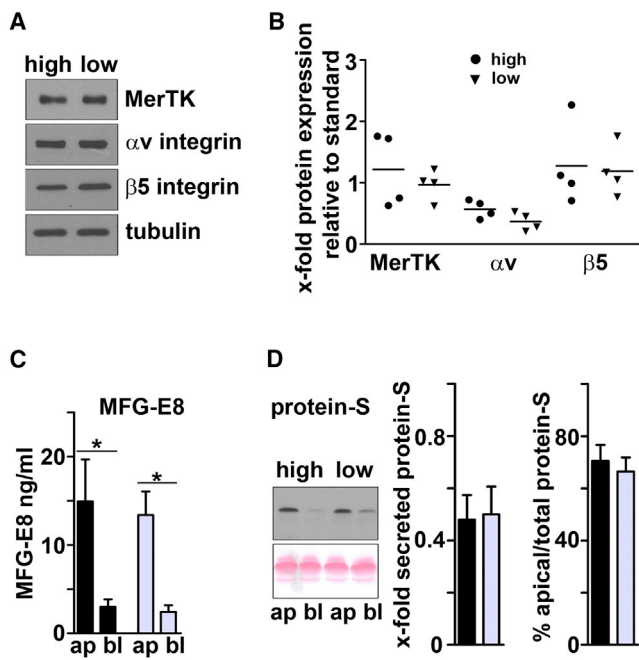 A
high low
MerTK
αv integrin
β5 integrin
tubulin
B
x-fold protein expression
relative to standard
3
2
1
0
high
low
MerTK αv β5
C
MFG-E8
MFG-E8 ng/ml
20
10
0
*
*
ap bl ap bl
D
protein-S
high low
ap bl ap bl
x-fold secreted protein-S
0.8
0.4
0
% apical/total protein-S
80
40
0